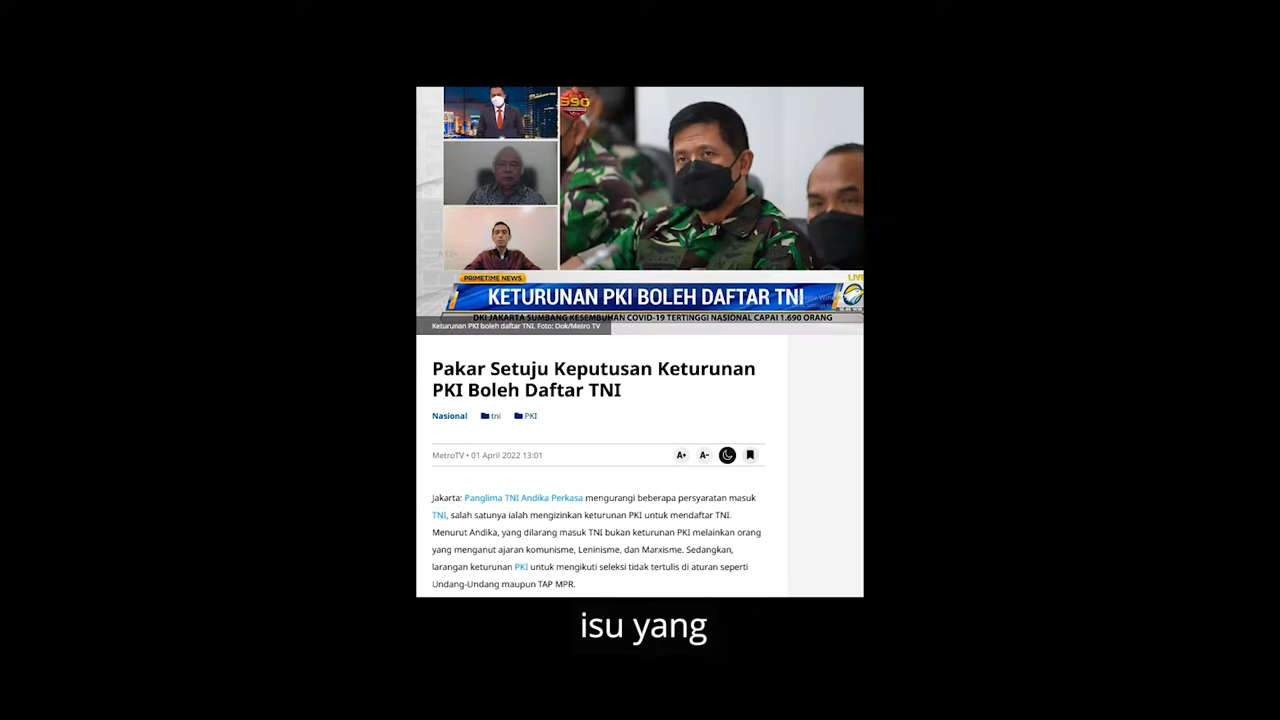 PRIMETIME NEWS
LIVE
KETURUNAN PKI BOLEH DAFTAR TNI
DKI JAKARTA SUMBANG KESEMBUHAN COVID-19 TERTINGGI NASIONAL CAPAI 1.690 ORANG
Keturunan PKI boleh daftar TNI. Foto: Dok/Metro TV
Pakar Setuju Keputusan Keturunan
PKI Boleh Daftar TNI
Nasional tni PKI
MetroTV • 01 April 2022 13:01 A+ A-
Jakarta: Panglima TNI Andika Perkasa mengurangi beberapa persyaratan masuk
TNI, salah satunya ialah mengizinkan keturunan PKI untuk mendaftar TNI.
Menurut Andika, yang dilarang masuk TNI bukan keturunan PKI melainkan orang
yang menganut ajaran komunisme, Leninisme, dan Marxisme. Sedangkan,
larangan keturunan PKI untuk mengikuti seleksi tidak tertulis di aturan seperti
Undang-Undang maupun TAP MPR.
isu yang